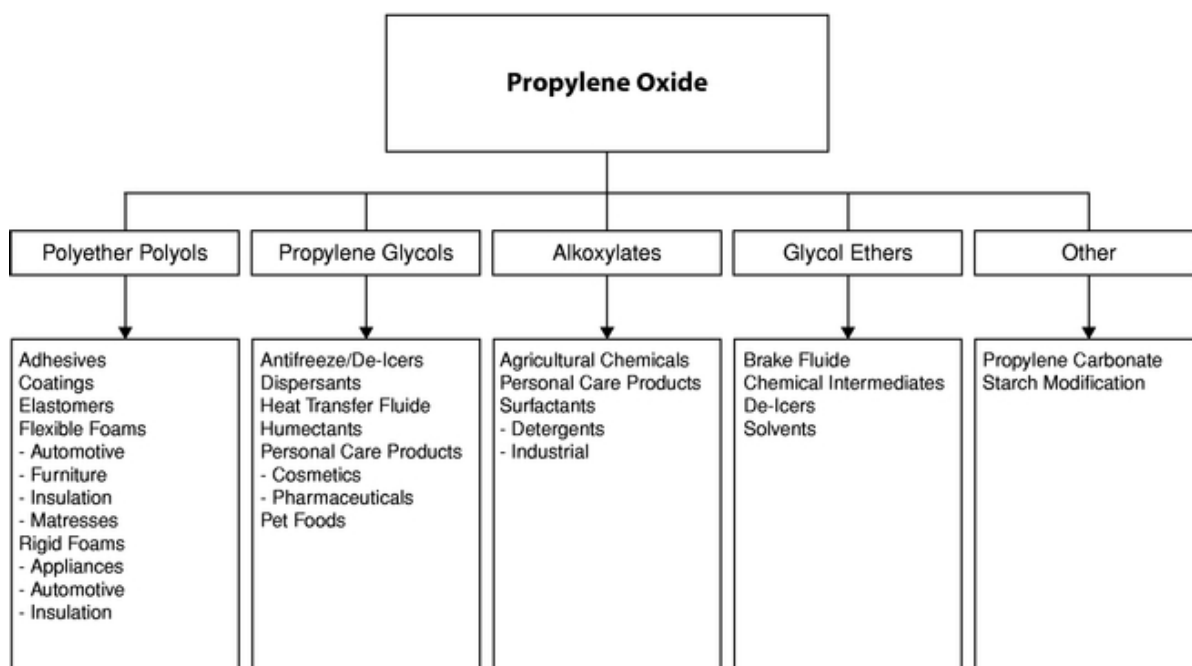 Propylene Oxide
Polyether Polyols
Propylene Glycols
Alkoxylates
Glycol Ethers
Other
Adhesives
Coatings
Elastomers
Flexible Foams
- Automotive
- Furniture
- Insulation
- Matresses
Rigid Foams
- Appliances
- Automotive
- Insulation
Antifreeze/De-Icers
Dispersants
Heat Transfer Fluide
Humectants
Personal Care Products
- Cosmetics
- Pharmaceuticals
Pet Foods
Agricultural Chemicals
Personal Care Products
Surfactants
- Detergents
- Industrial
Brake Fluide
Chemical Intermediates
De-Icers
Solvents
Propylene Carbonate
Starch Modification